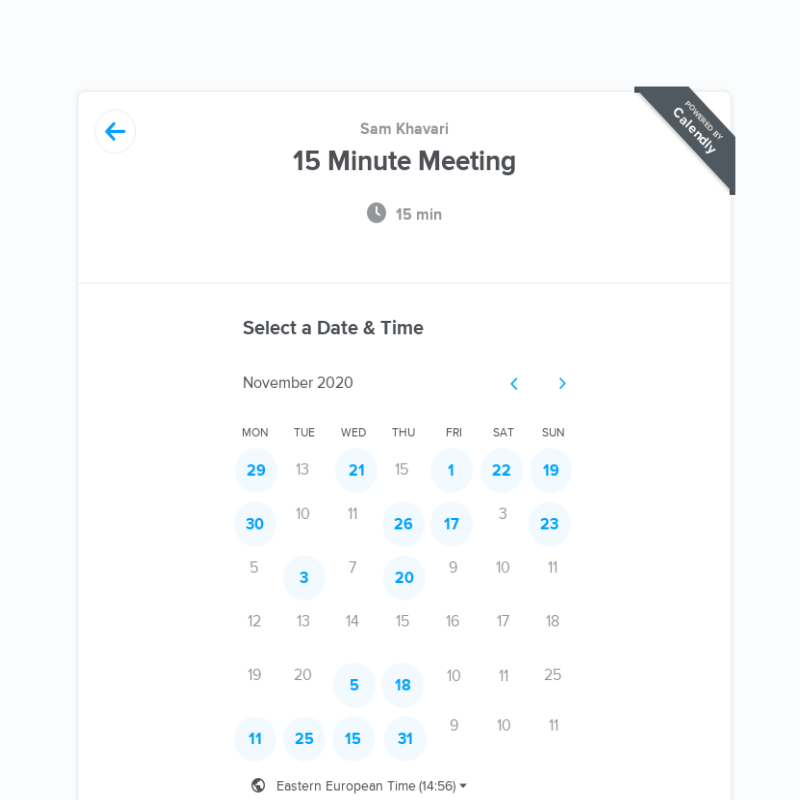 POWERED BY
Calendly
Sam Khavari
15 Minute Meeting
15 min
Select a Date & Time
November 2020
MON TUE WED THU FRI SAT SUN
29 13 21 15 1 22 19
30 10 11 26 17 3 23
5 3 7 20 9 10 11
12 13 14 15 16 17 18
19 20 5 18 10 11 25
11 25 15 31 9 10 11
Eastern European Time (14:56)